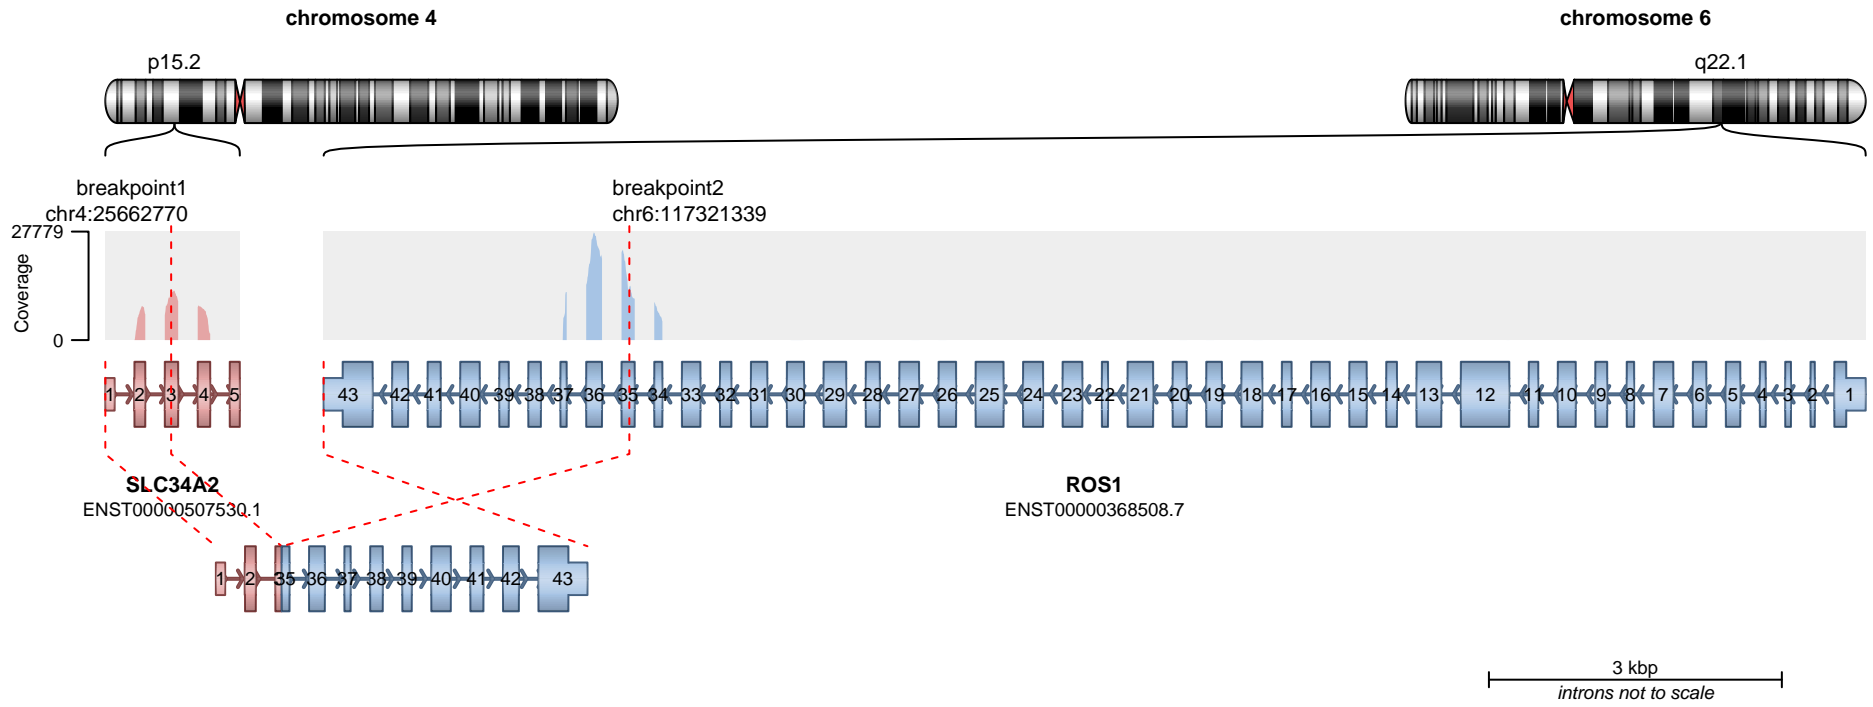 chromosome 4
chromosome 6
p15.2
q22.1
breakpoint1
chr4:25662770
breakpoint2
chr6:117321339
27779
Coverage
0
1 2 3 4 5
43 42 41 40 39 38 37 36 35 34 33 32 31 30 29 28 27 26 25 24 23 22 21 20 19 18 17 16 15 14 13 12 11 10 9 8 7 6 5 4 3 2 1
SLC34A2
ENST00000507530.1
ROS1
ENST00000368508.7
1 2 35 36 37 38 39 40 41 42 43
3 kbp
introns not to scale